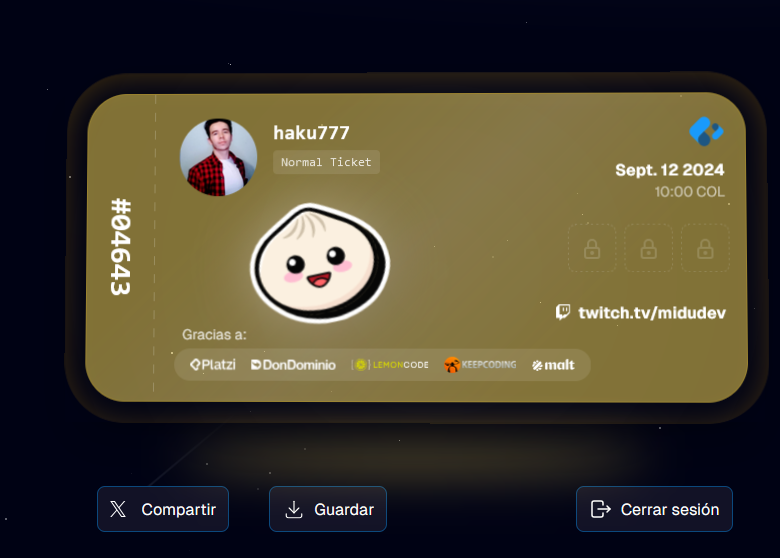 #04643
haku777
Normal Ticket
Sept. 12 2024
10:00 COL
twitch.tv/midudev
Gracias a:
Platzi DonDominio LEMONCODE KEEPCODING malt
Compartir Guardar Cerrar sesión